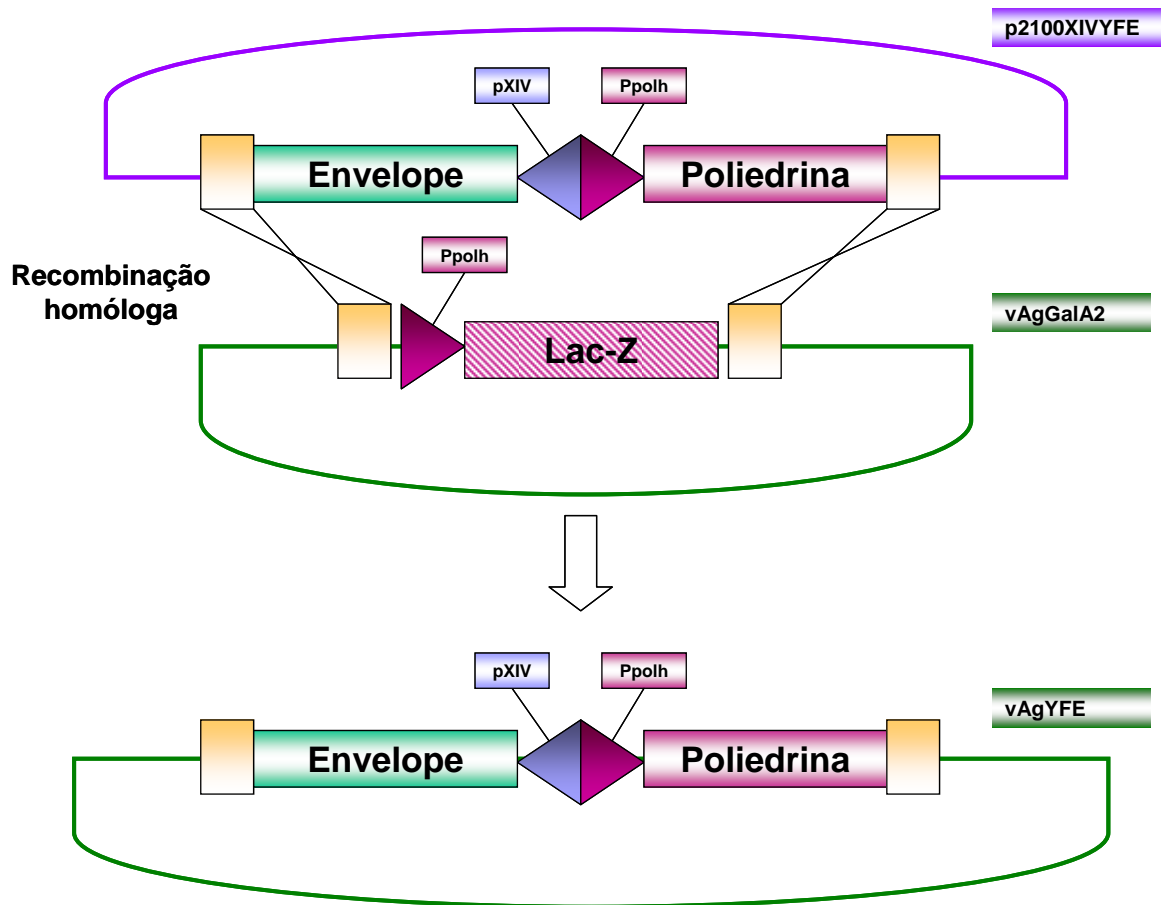 p2100XIVYFE
pXIV
Ppolh
Envelope
Poliedrina
Ppolh
Recombinação
homóloga
vAgGalA2
Lac-Z
pXIV
Ppolh
vAgYFE
Envelope
Poliedrina